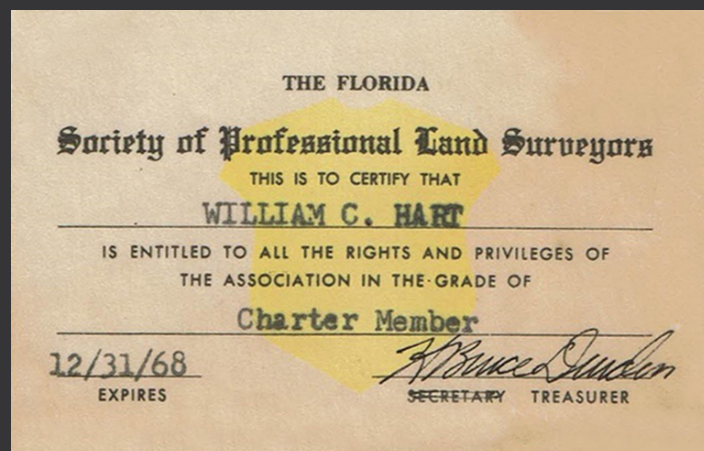 THE FLORIDA
Society of Professional Land Surveyors
THIS IS TO CERTIFY THAT
WILLIAM C. HART
IS ENTITLED TO ALL THE RIGHTS AND PRIVILEGES OF
THE ASSOCIATION IN THE GRADE OF
Charter Member
12/31/68 Bruce
EXPIRES SECRETARY TREASURER